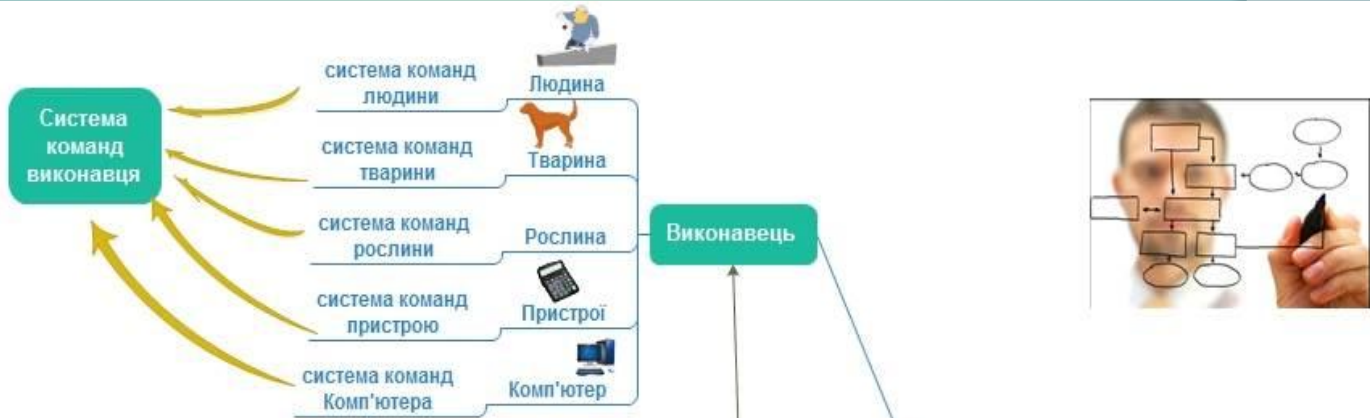 Система
команд
виконавця
система команд
людини
Людина
система команд
тварини
Тварина
система команд
рослини
Рослина
система команд
пристрою
Пристрої
система команд
Комп'ютера
Комп'ютер
Виконавець